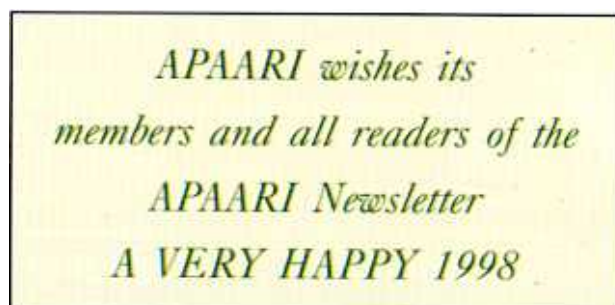 APAARI wishes its
members and all readers of the
APAARI Newsletter
A VERY HAPPY 1998